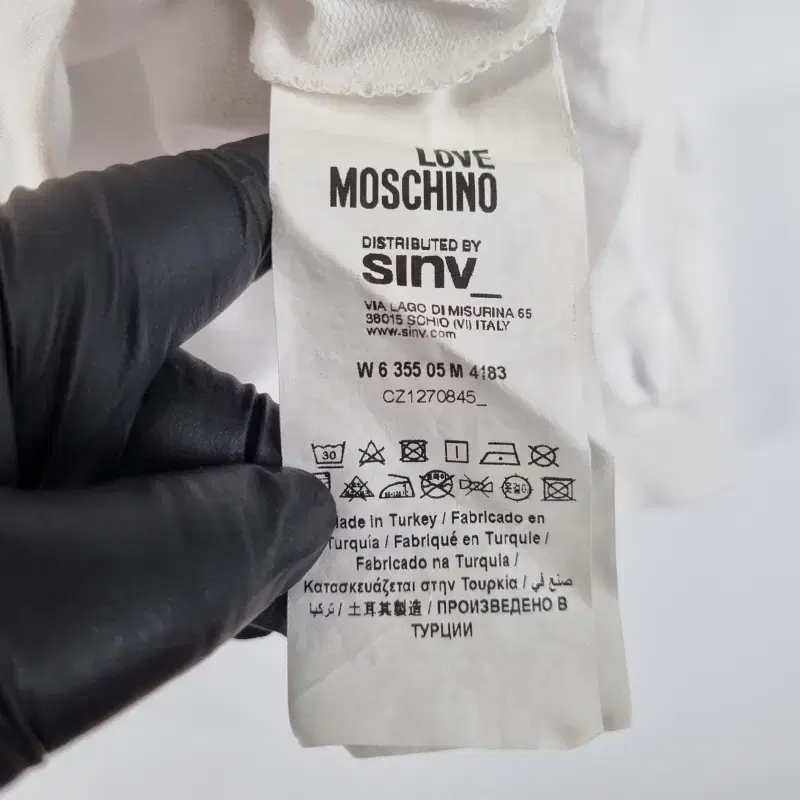 LOVE
MOSCHINO
DISTRIBUTED BY
sinv_
VIA LAGO DI MISURINA 65
36015 SCHIO (VI) ITALY
www.sinv.com
W 6 355 05 M 4183
CZ1270845_
30
Made in Turkey / Fabricado en
Turquía / Fabriqué en Turquie /
Fabricado na Turquia /
Κατασκευάζεται στην Τουρκία / صنع في
تركيا / 土耳其製造 / ПРОИЗВЕДЕНО В
ТУРЦИИ